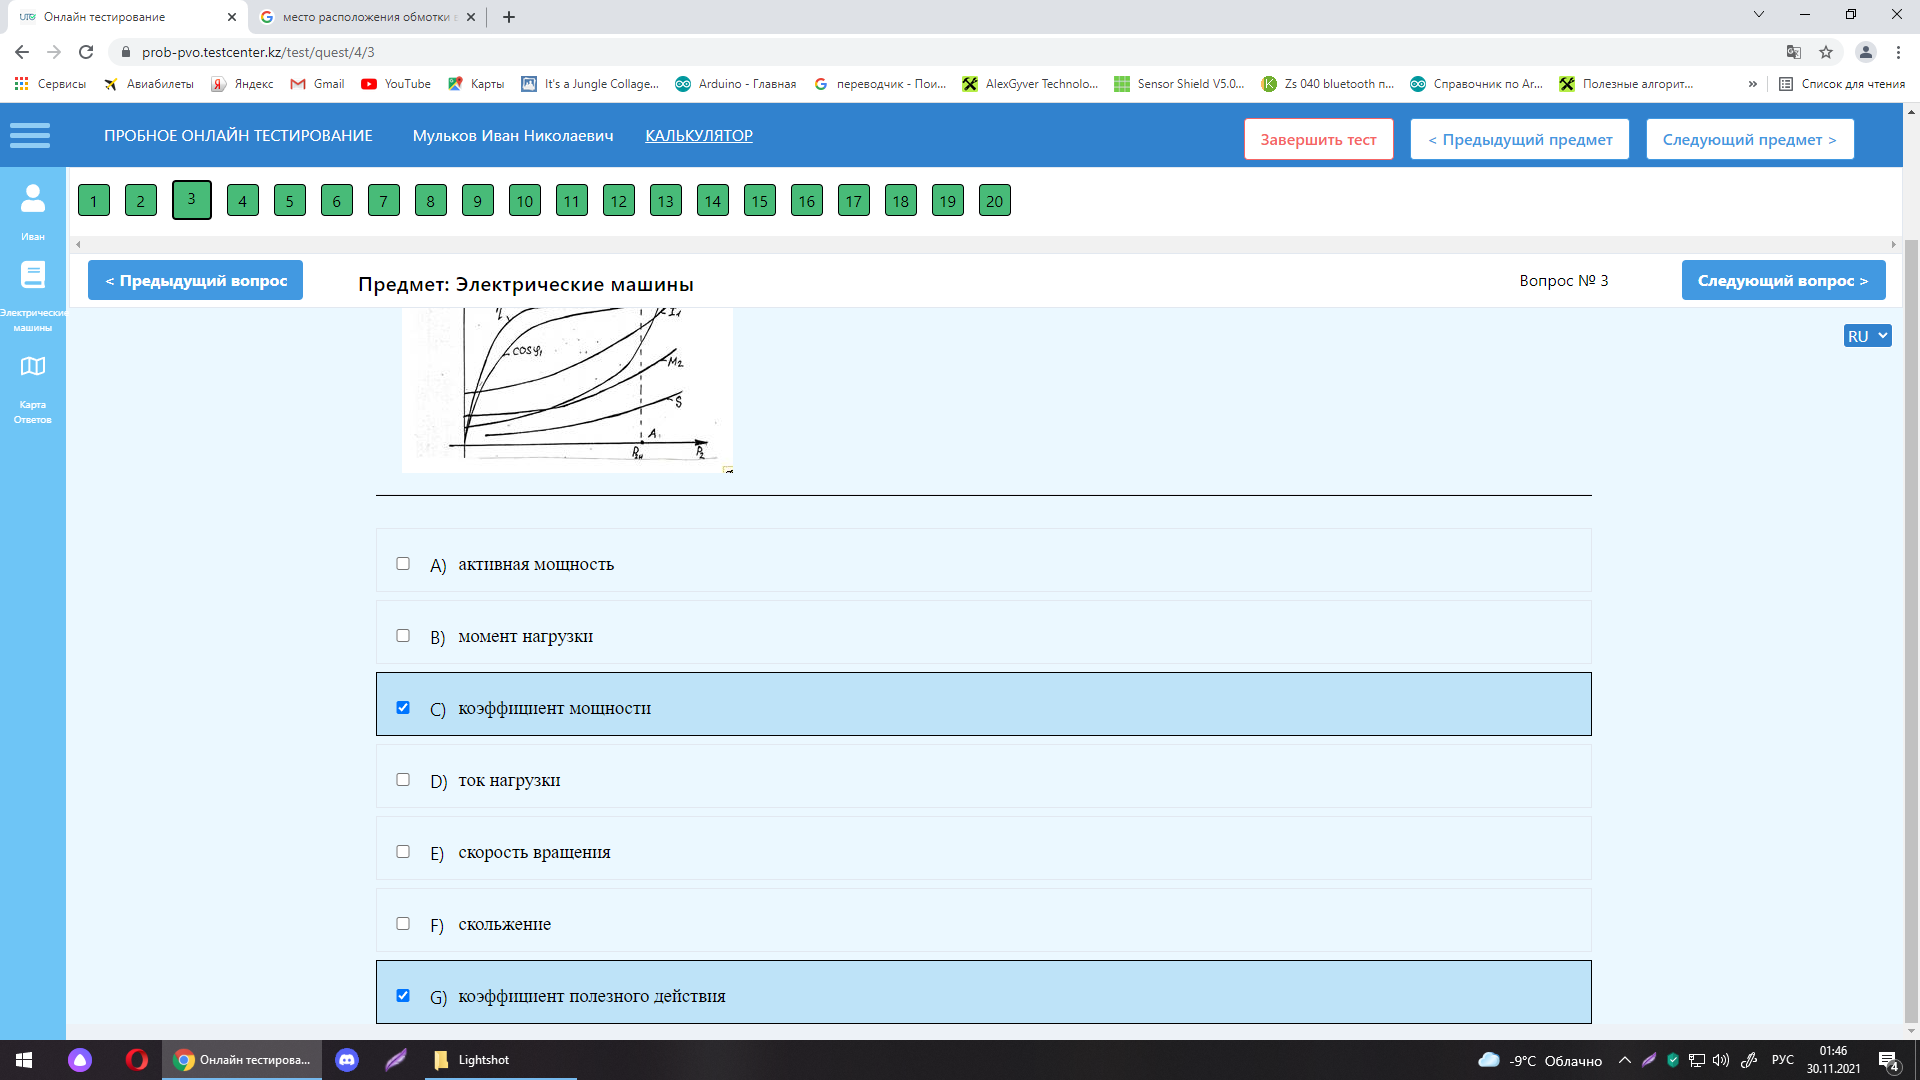 Онлайн тестирование
место расположения обмотки в
prob-pvo.testcenter.kz/test/quest/4/3
Сервисы
Авиабилеты
Яндекс
Gmail
YouTube
Карты
It's a Jungle Collage...
Arduino - Главная
переводчик - Пои...
AlexGyver Technolo...
Sensor Shield V5.0...
Zs 040 bluetooth п...
Справочник по Ar...
Полезные алгорит...
»
Список для чтения
ПРОБНОЕ ОНЛАЙН ТЕСТИРОВАНИЕ
Мульков Иван Николаевич
КАЛЬКУЛЯТОР
Завершить тест
< Предыдущий предмет
Следующий предмет >
1 2 3 4 5 6 7 8 9 10 11 12 13 14 15 16 17 18 19 20
Иван
Электрические
машины
Карта
Ответов
< Предыдущий вопрос
Предмет: Электрические машины
Вопрос № 3
Следующий вопрос >
RU
I1
cosφ1
M2
S
A1
P2н
P2
A) активная мощность
B) момент нагрузки
C) коэффициент мощности
D) ток нагрузки
E) скорость вращения
F) скольжение
G) коэффициент полезного действия
Онлайн тестирова...
Lightshot
-9°C Облачно
РУС
01:46
30.11.2021
4